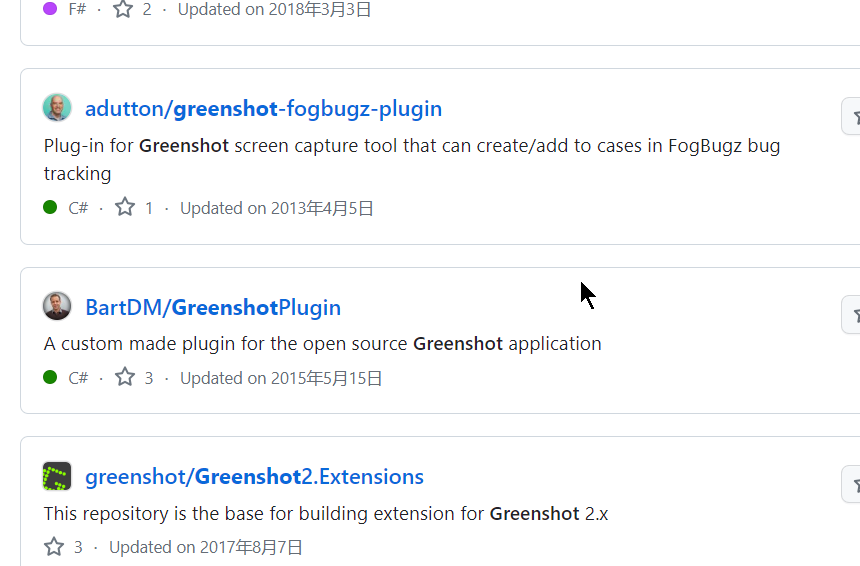 F# · 2 · Updated on 2018年3月3日
adutton/greenshot-fogbugz-plugin
Plug-in for Greenshot screen capture tool that can create/add to cases in FogBugz bug
tracking
C# · 1 · Updated on 2013年4月5日
BartDM/GreenshotPlugin
A custom made plugin for the open source Greenshot application
C# · 3 · Updated on 2015年5月15日
greenshot/Greenshot2.Extensions
This repository is the base for building extension for Greenshot 2.x
3 · Updated on 2017年8月7日